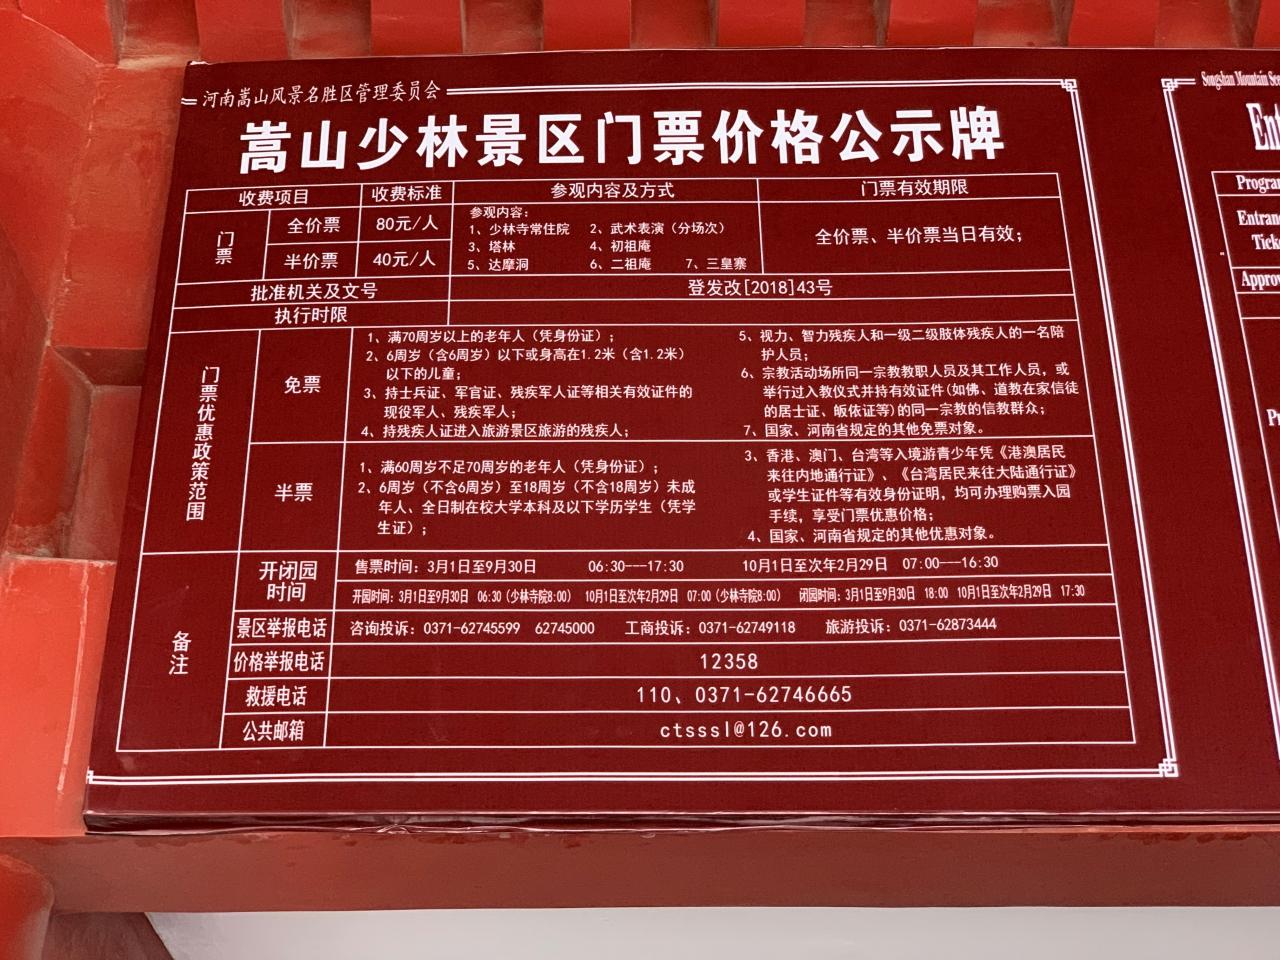 河南嵩山风景名胜区管理委员会
嵩山少林景区门票价格公示牌
收费项目 收费标准 参观内容及方式 门票有效期限
门票
全价票 80元/人
半价票 40元/人
参观内容:
1、少林寺常住院 2、武术表演（分场次）
3、塔林 4、初祖庵
5、达摩洞 6、二祖庵 7、三皇寨
全价票、半价票当日有效；
批准机关及文号 登发改[2018]43号
执行时限
门票优惠政策范围
免票
1、满70周岁以上的老年人（凭身份证）；
2、6周岁（含6周岁）以下或身高在1.2米（含1.2米）
以下的儿童；
3、持士兵证、军官证、残疾军人证等相关有效证件的
现役军人、残疾军人；
4、持残疾人证进入旅游景区旅游的残疾人；
5、视力、智力残疾人和一级二级肢体残疾人的一名陪
护人员；
6、宗教活动场所同一宗教教职人员及其工作人员，或
举行过入教仪式并持有效证件(如佛、道教在家信徒
的居士证、皈依证等)的同一宗教的信教群众；
7、国家、河南省规定的其他免票对象。
半票
1、满60周岁不足70周岁的老年人（凭身份证）；
2、6周岁（不含6周岁）至18周岁（不含18周岁）未成
年人、全日制在校大学本科及以下学历学生（凭学
生证）；
3、香港、澳门、台湾等入境游青少年凭《港澳居民
来往内地通行证》、《台湾居民来往大陆通行证》
或学生证件等有效身份证明，均可办理购票入园
手续，享受门票优惠价格；
4、国家、河南省规定的其他优惠对象。
备注
开闭园时间
售票时间：3月1日至9月30日 06:30---17:30 10月1日至次年2月29日 07:00---16:30
开园时间：3月1日至9月30日 06:30（少林寺院8:00） 10月1日至次年2月29日 07:00（少林寺院8:00） 闭园时间：3月1日至9月30日 18:00 10月1日至次年2月29日 17:30
景区举报电话 咨询投诉：0371-62745599 62745000 工商投诉：0371-62749118 旅游投诉：0371-62873444
价格举报电话 12358
救援电话 110、0371-62746665
公共邮箱 ctsssl@126.com
Songshan Mountain